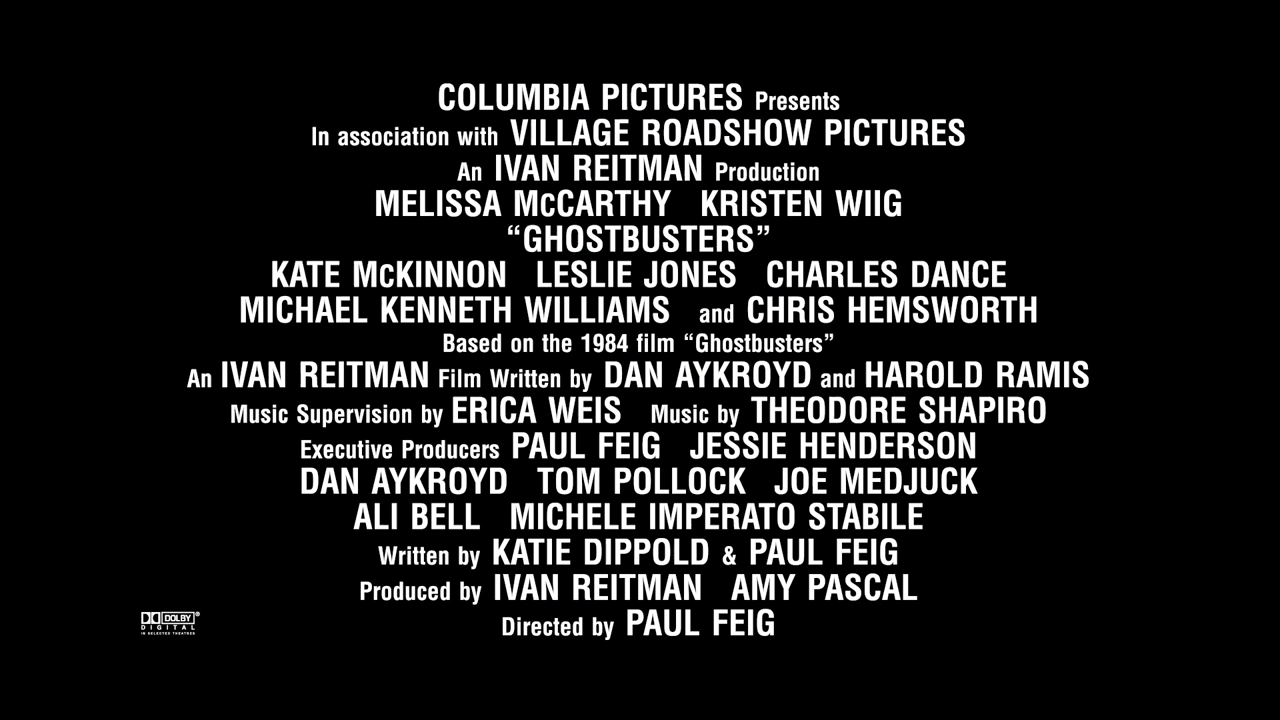 COLUMBIA PICTURES Presents
In association with VILLAGE ROADSHOW PICTURES
An IVAN REITMAN Production
MELISSA McCARTHY KRISTEN WIIG
“GHOSTBUSTERS”
KATE McKINNON LESLIE JONES CHARLES DANCE
MICHAEL KENNETH WILLIAMS and CHRIS HEMSWORTH
Based on the 1984 film “Ghostbusters”
An IVAN REITMAN Film Written by DAN AYKROYD and HAROLD RAMIS
Music Supervision by ERICA WEIS Music by THEODORE SHAPIRO
Executive Producers PAUL FEIG JESSIE HENDERSON
DAN AYKROYD TOM POLLOCK JOE MEDJUCK
ALI BELL MICHELE IMPERATO STABILE
Written by KATIE DIPPOLD & PAUL FEIG
Produced by IVAN REITMAN AMY PASCAL
Directed by PAUL FEIG
DOLBY®
DIGITAL
IN SELECTED THEATRES